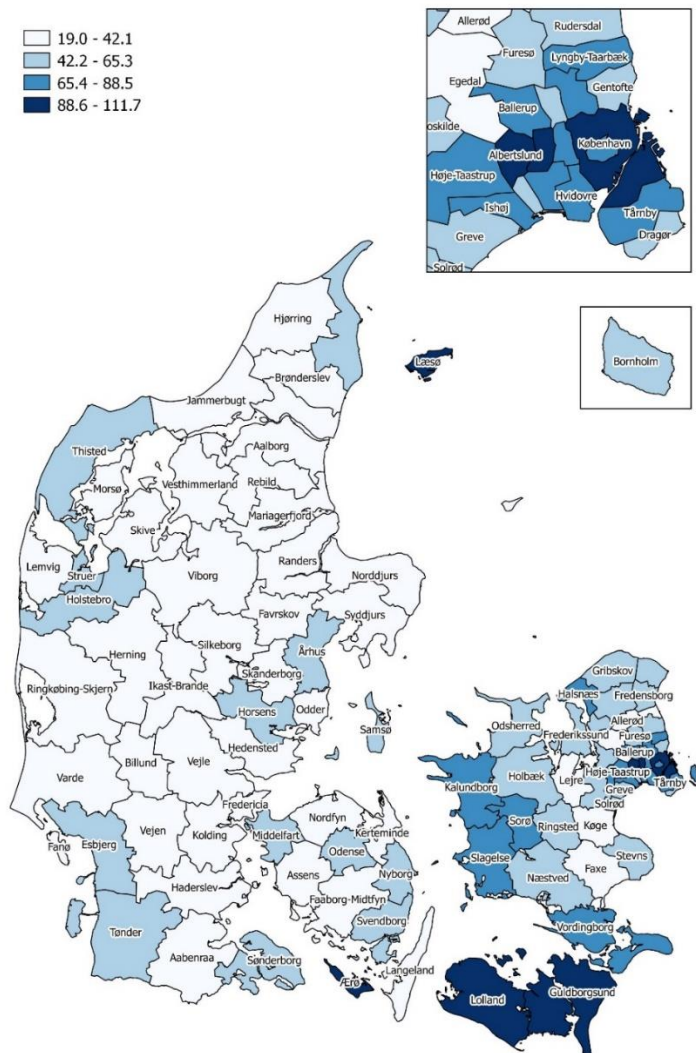 19.0 - 42.1
42.2 - 65.3
65.4 - 88.5
88.6 - 111.7
Allerød
Rudersdal
Furesø
Lyngby-Taarbæk
Egedal
Gentofte
Ballerup
oskilde
København
Albertslund
Høje-Taastrup
Hvidovre
Ishøj
Tårnby
Greve
Dragør
Solrød
Hjørring
Læsø
Bornholm
Brønderslev
Jammerbugt
Thisted
Aalborg
Vesthimmerland
Rebild
Morsø
Mariagerfjord
Skive
Lemvig
Struer
Viborg
Randers
Norddjurs
Holstebro
Favrskov
Syddjurs
Silkeborg
Herning
Århus
Skanderborg
Gribskov
Ringkøbing-Skjern
Ikast-Brande
Halsnæs
Fredensborg
Horsens
Odder
Allerød
Samsø
Odsherred
Frederikssund
Furesø
Hedensted
Ballerup
Billund
Vejle
Holbæk
Høje-Taastrup
Varde
Kalundborg
Lejre
Greve
Tårnby
Fredericia
Solrød
Nordfyn
Sorø
Køge
Vejen
Kolding
Middelfart
Kerteminde
Ringsted
Esbjerg
Odense
Stevns
Fanø
Slagelse
Assens
Nyborg
Faxe
Haderslev
Næstved
Faaborg-Midtfyn
Svendborg
Tønder
Vordingborg
Aabenraa
Sønderborg
Langeland
Ærø
Lolland
Guldborgsund